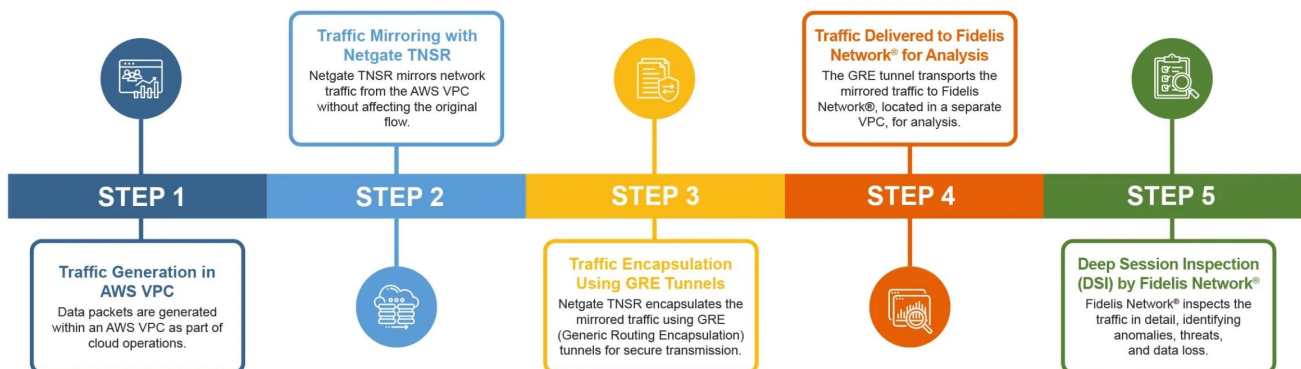 STEP 1
Traffic Generation in
AWS VPC
Data packets are generated
within an AWS VPC as part of
cloud operations.
Traffic Mirroring with
Netgate TNSR
Netgate TNSR mirrors network
traffic from the AWS VPC
without affecting the original
flow.
STEP 2
STEP 3
Traffic Encapsulation
Using GRE Tunnels
Netgate TNSR encapsulates the
mirrored traffic using GRE
(Generic Routing Encapsulation)
tunnels for secure transmission.
Traffic Delivered to Fidelis
Network® for Analysis
The GRE tunnel transports the
mirrored traffic to Fidelis
Network®, located in a separate
VPC, for analysis.
STEP 4
STEP 5
Deep Session Inspection
(DSI) by Fidelis Network®
Fidelis Network® inspects the
traffic in detail, identifying
anomalies, threats,
and data loss.